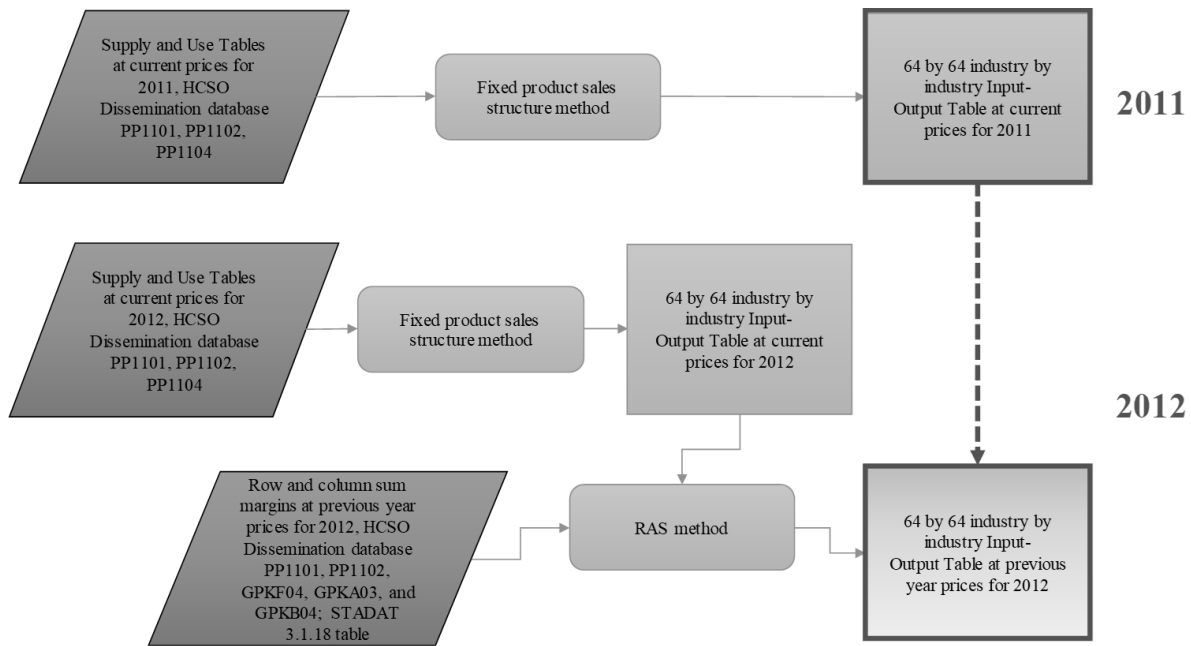 Supply and Use Tables
at current prices for
2011, HCSO
Dissemination database
PP1101, PP1102,
PP1104
Fixed product sales
structure method
64 by 64 industry by
industry Input-
Output Table at current
prices for 2011
2011
Supply and Use Tables
at current prices for
2012, HCSO
Dissemination database
PP1101, PP1102,
PP1104
Fixed product sales
structure method
64 by 64 industry by
industry Input-
Output Table at current
prices for 2012
2012
Row and column sum
margins at previous year
prices for 2012, HCSO
Dissemination database
PP1101, PP1102,
GPKF04, GPKA03, and
GPKB04; STADAT
3.1.18 table
RAS method
64 by 64 industry by
industry Input-
Output Table at previous
year prices for 2012